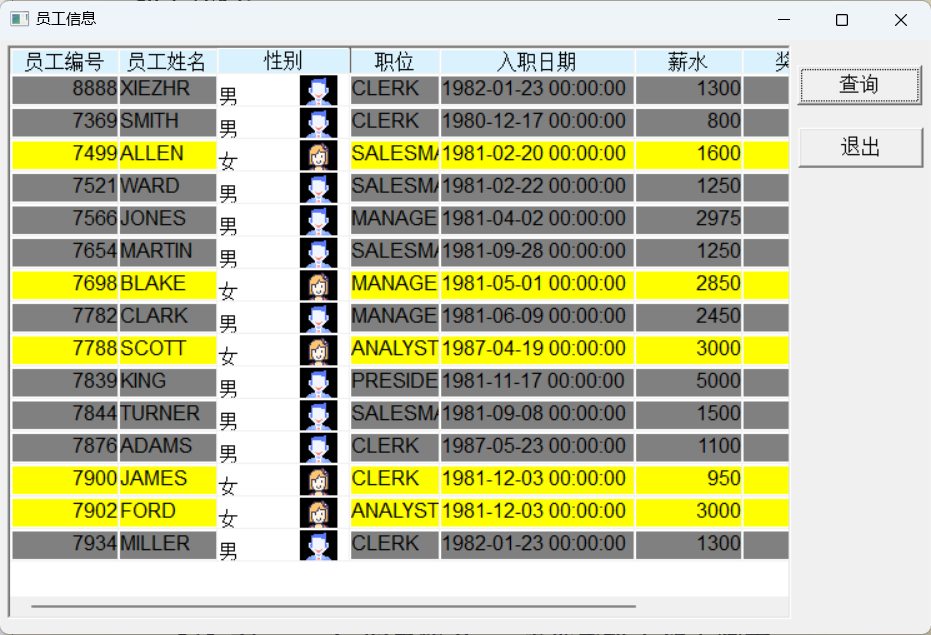 员工信息
员工编号 员工姓名 性别 职位 入职日期 薪水
查询
退出
8888 XIEZHR 男 CLERK 1982-01-23 00:00:00 1300
7369 SMITH 男 CLERK 1980-12-17 00:00:00 800
7499 ALLEN 女 SALESMA 1981-02-20 00:00:00 1600
7521 WARD 男 SALESMA 1981-02-22 00:00:00 1250
7566 JONES 男 MANAGE 1981-04-02 00:00:00 2975
7654 MARTIN 男 SALESMA 1981-09-28 00:00:00 1250
7698 BLAKE 女 MANAGE 1981-05-01 00:00:00 2850
7782 CLARK 男 MANAGE 1981-06-09 00:00:00 2450
7788 SCOTT 女 ANALYST 1987-04-19 00:00:00 3000
7839 KING 男 PRESIDE 1981-11-17 00:00:00 5000
7844 TURNER 男 SALESMA 1981-09-08 00:00:00 1500
7876 ADAMS 男 CLERK 1987-05-23 00:00:00 1100
7900 JAMES 女 CLERK 1981-12-03 00:00:00 950
7902 FORD 女 ANALYST 1981-12-03 00:00:00 3000
7934 MILLER 男 CLERK 1982-01-23 00:00:00 1300